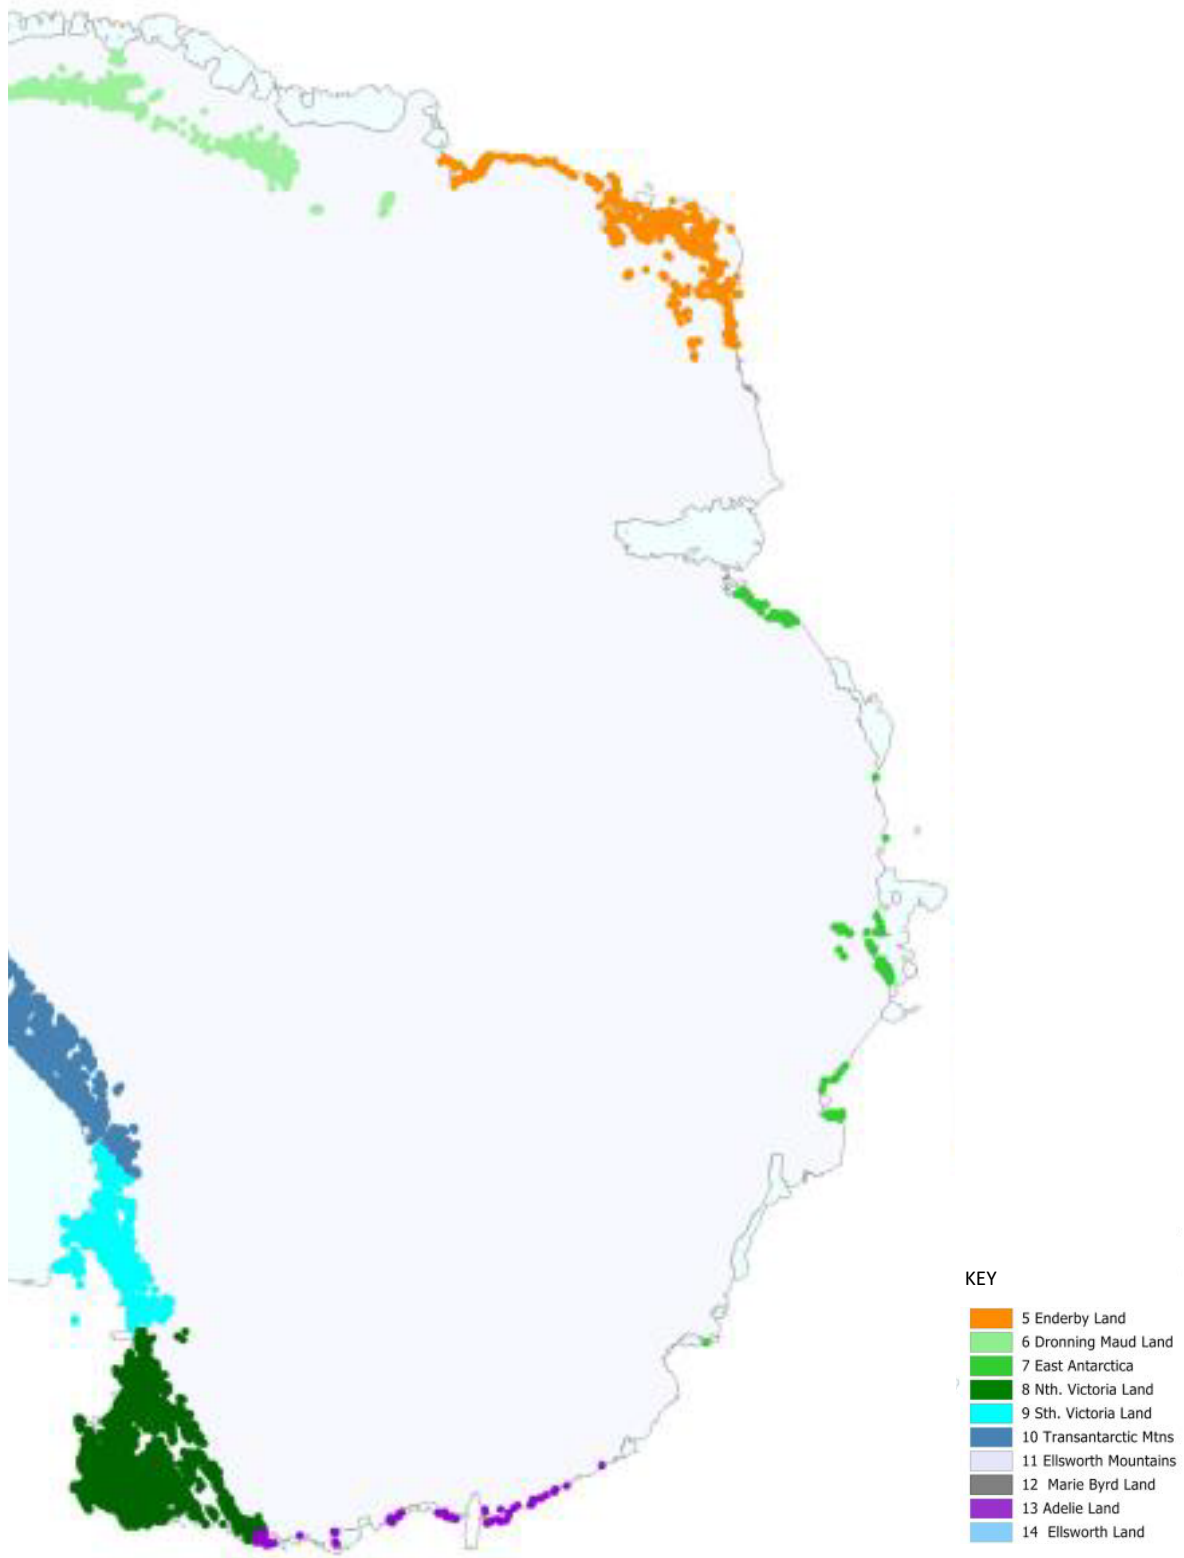 KEY
5 Enderby Land
6 Dronning Maud Land
7 East Antarctica
8 Nth. Victoria Land
9 Sth. Victoria Land
10 Transantarctic Mtns
11 Ellsworth Mountains
12 Marie Byrd Land
13 Adelie Land
14 Ellsworth Land